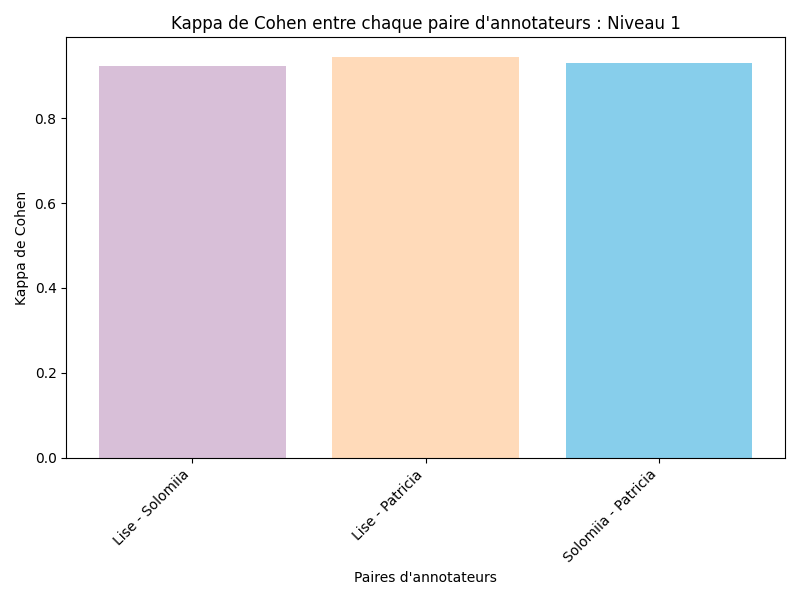 Kappa de Cohen entre chaque paire d'annotateurs : Niveau 1
Kappa de Cohen
0.8
0.6
0.4
0.2
0.0
Lise - Solomiia
Lise - Patricia
Solomiia - Patricia
Paires d'annotateurs